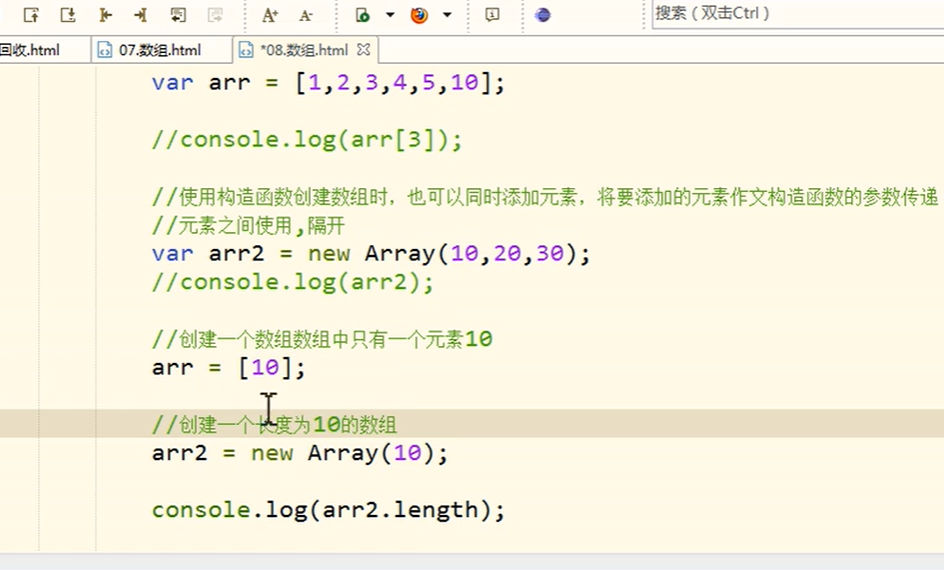 A+ A-
搜索（双击Ctrl）
回收.html 07.数组.html *08.数组.html
var arr = [1,2,3,4,5,10];
//console.log(arr[3]);
//使用构造函数创建数组时，也可以同时添加元素，将要添加的元素作文构造函数的参数传递
//元素之间使用,隔开
var arr2 = new Array(10,20,30);
//console.log(arr2);
//创建一个数组数组中只有一个元素10
arr = [10];
//创建一个长度为10的数组
arr2 = new Array(10);
console.log(arr2.length);